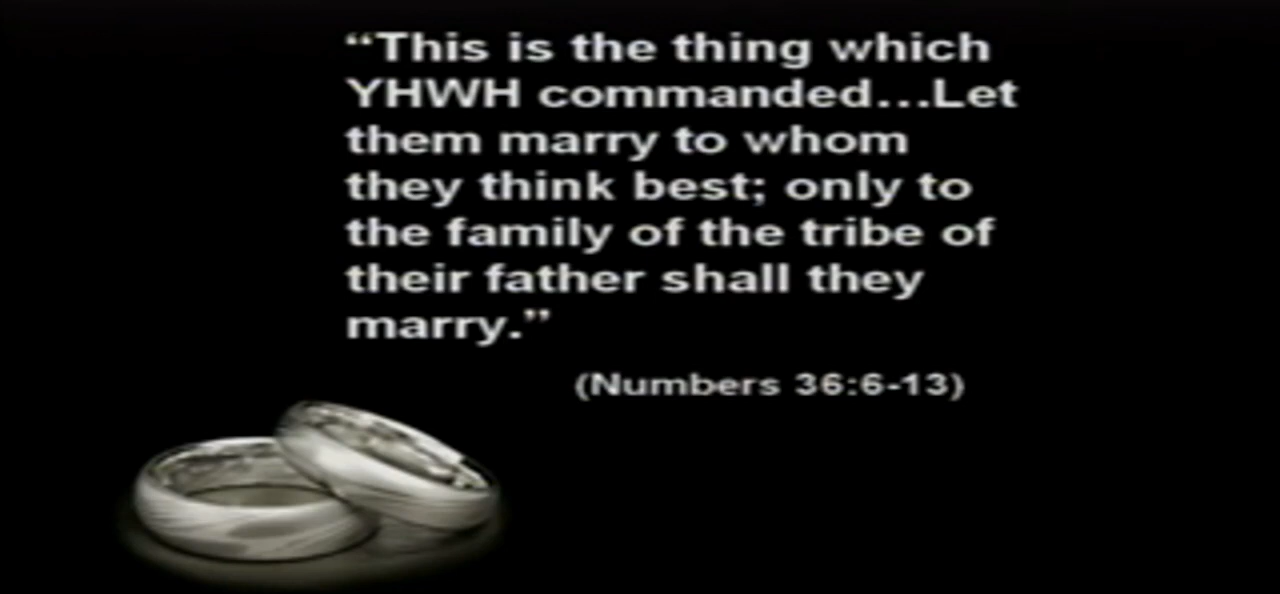 “This is the thing which
YHWH commanded...Let
them marry to whom
they think best; only to
the family of the tribe of
their father shall they
marry.”
(Numbers 36:6-13)